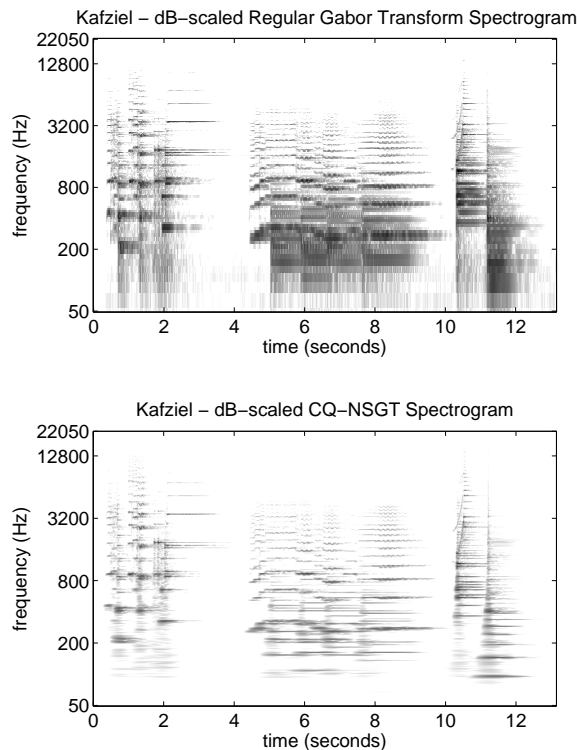 Kafziel − dB−scaled Regular Gabor Transform Spectrogram
22050
12800
3200
800
200
50
frequency (Hz)
0 2 4 6 8 10 12
time (seconds)
Kafziel − dB−scaled CQ−NSGT Spectrogram
22050
12800
3200
800
200
50
frequency (Hz)
0 2 4 6 8 10 12
time (seconds)